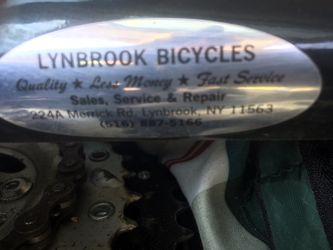 LYNBROOK BICYCLES
Quality ★ Less Money ★ Fast Service
Sales, Service & Repair
224A Merrick Rd. Lynbrook, NY 11563
(516) 887-5166